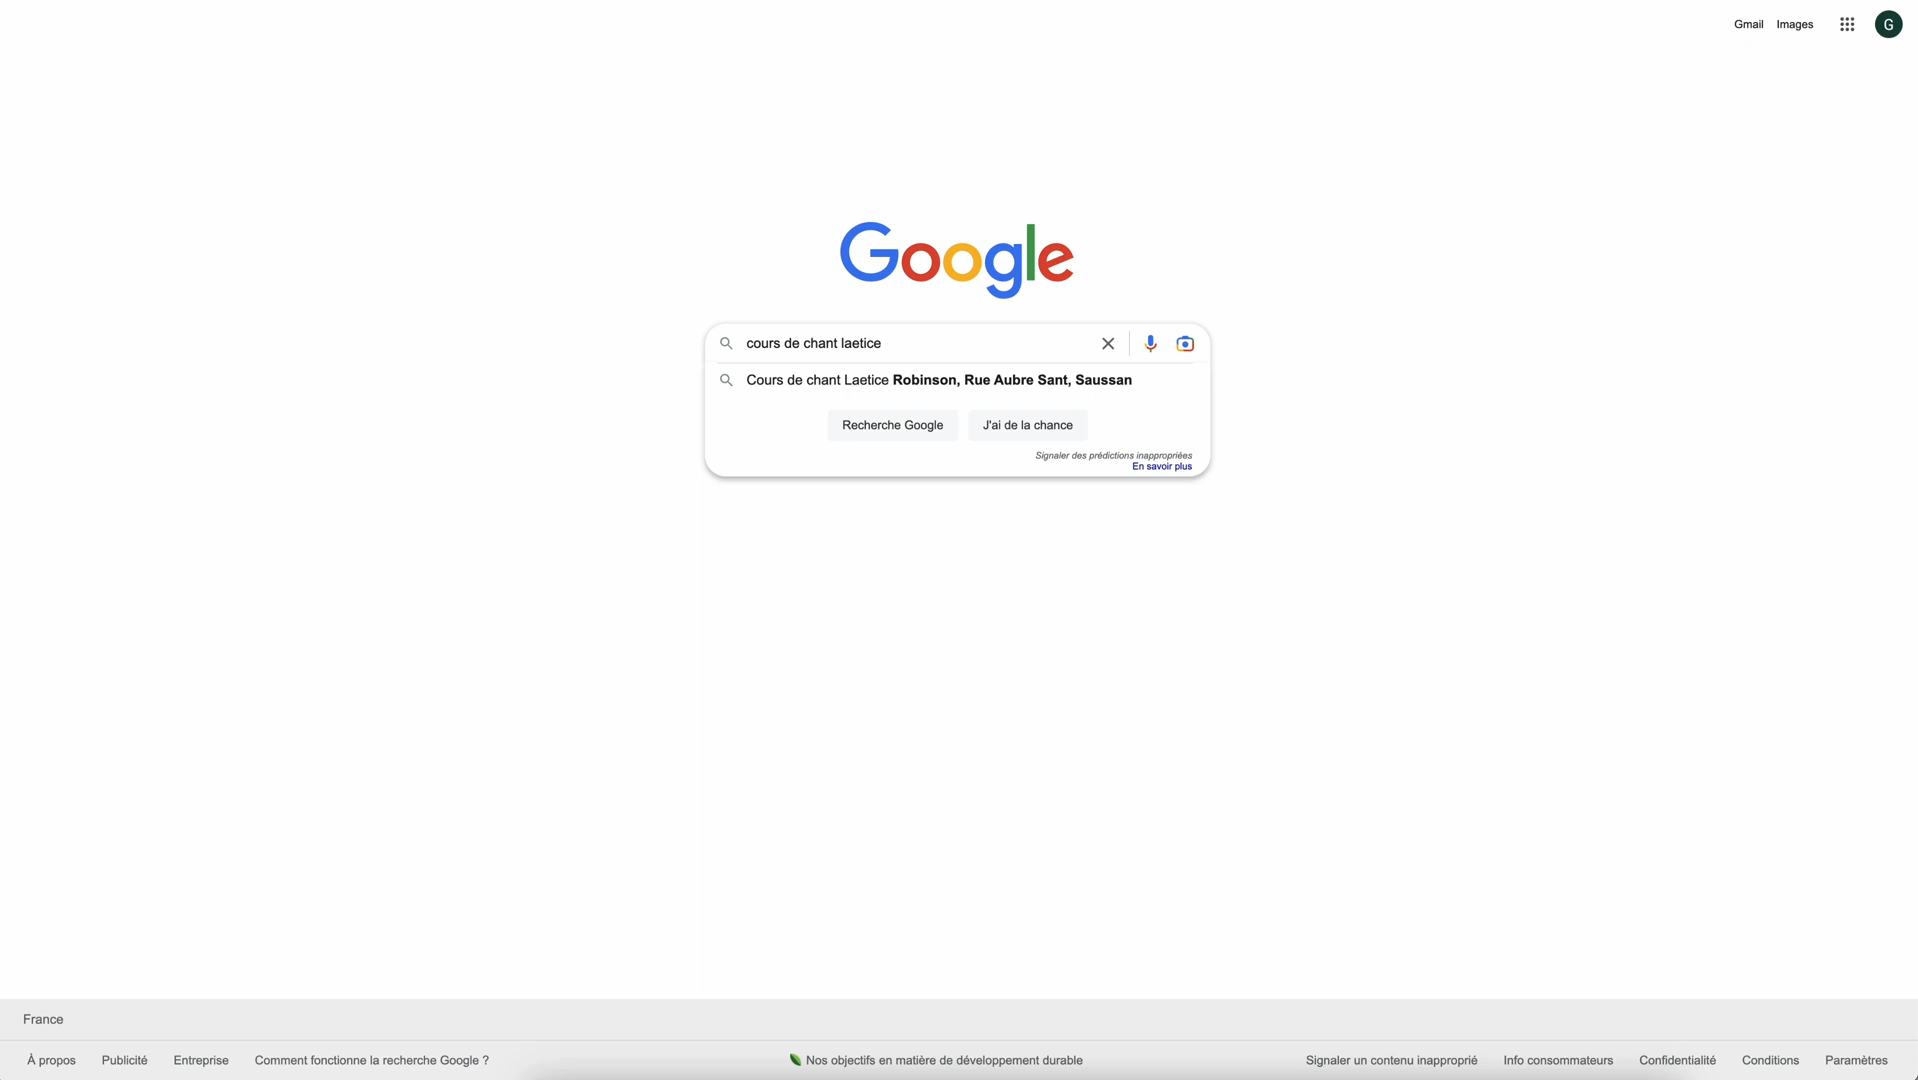 Gmail Images G
Google
cours de chant laetice
Cours de chant Laetice Robinson, Rue Aubre Sant, Saussan
Recherche Google J'ai de la chance
Signaler des prédictions inappropriées
En savoir plus
France
À propos Publicité Entreprise Comment fonctionne la recherche Google ? Nos objectifs en matière de développement durable Signaler un contenu inapproprié Info consommateurs Confidentialité Conditions Paramètres